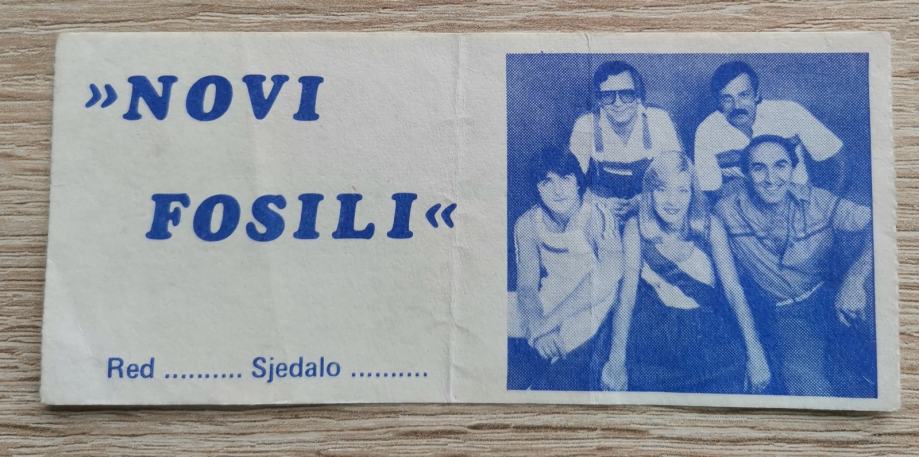 »NOVI
FOSILI«
Red .......... Sjedalo ..........